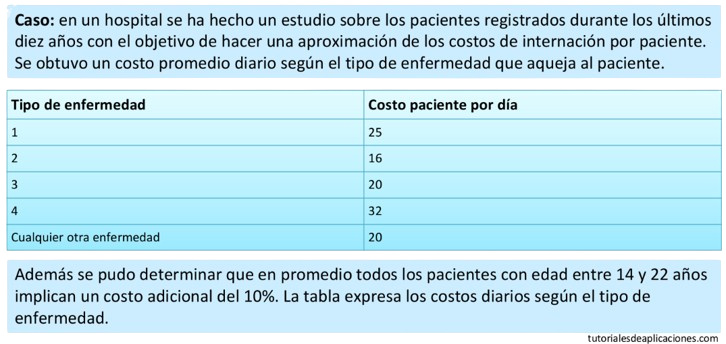 Caso: en un hospital se ha hecho un estudio sobre los pacientes registrados durante los últimos
diez años con el objetivo de hacer una aproximación de los costos de internación por paciente.
Se obtuvo un costo promedio diario según el tipo de enfermedad que aqueja al paciente.
Tipo de enfermedad Costo paciente por día
1 25
2 16
3 20
4 32
Cualquier otra enfermedad 20
Además se pudo determinar que en promedio todos los pacientes con edad entre 14 y 22 años
implican un costo adicional del 10%. La tabla expresa los costos diarios según el tipo de
enfermedad.
tutorialesdeaplicaciones.com